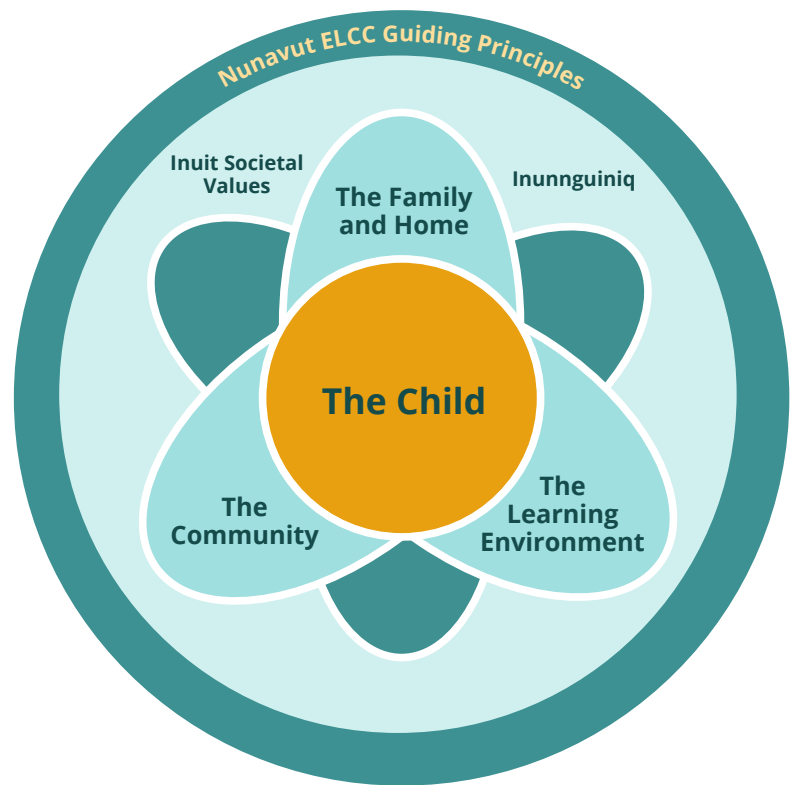 Nunavut ELCC Guiding Principles
Inuit Societal
Values
Inunnguiniq
The Family
and Home
The Child
The
Community
The
Learning
Environment